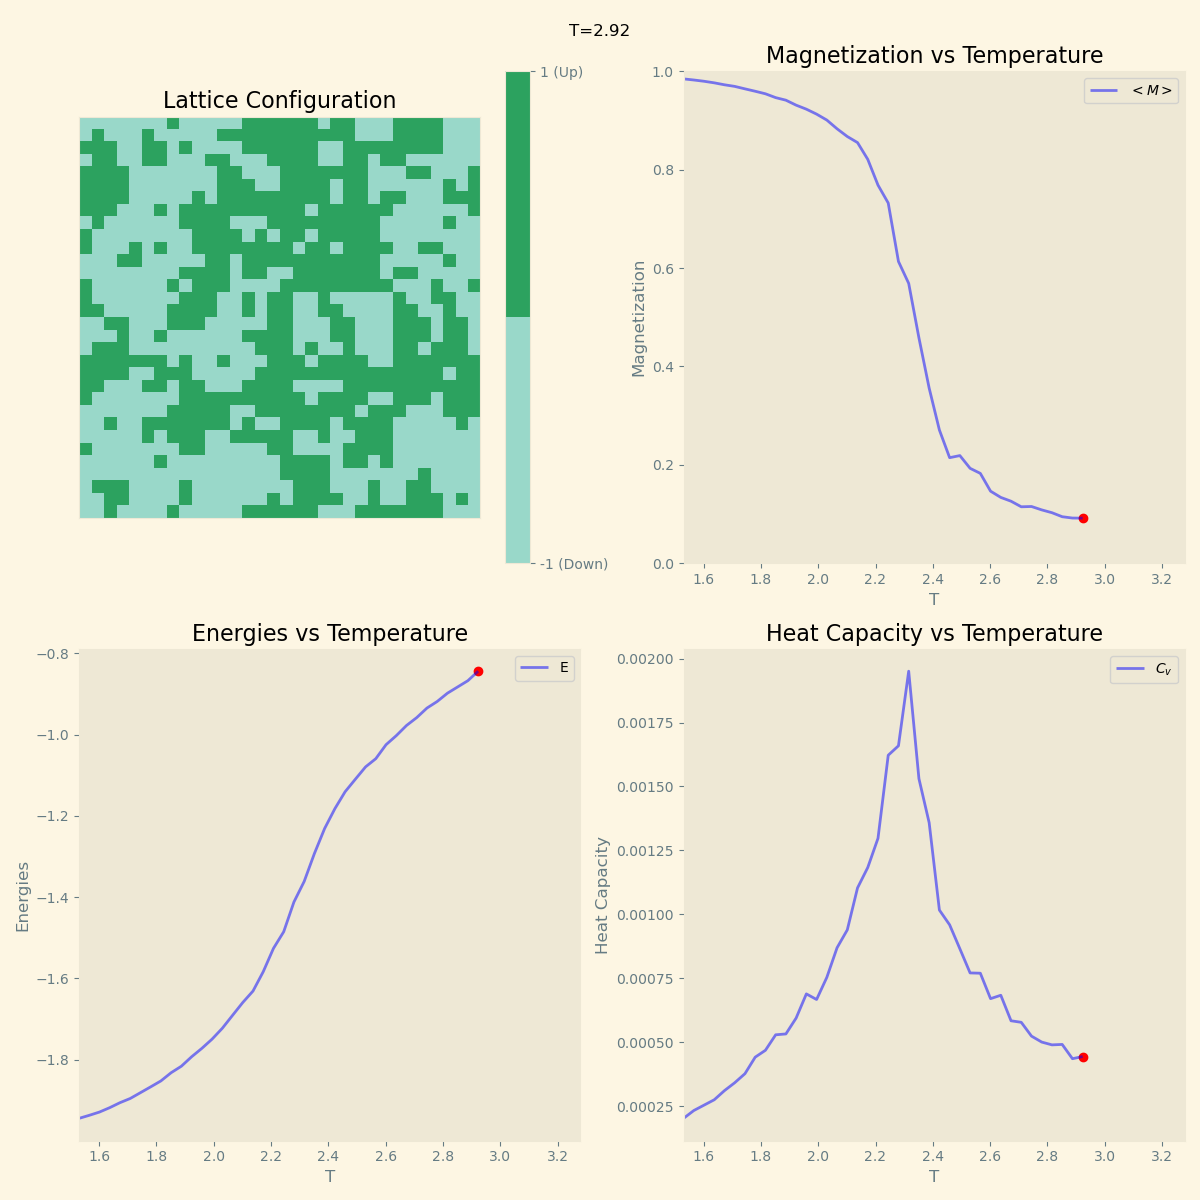 T=2.92
Lattice Configuration
1 (Up)
-1 (Down)
Magnetization vs Temperature
<M>
Magnetization
1.0
0.8
0.6
0.4
0.2
0.0
1.6 1.8 2.0 2.2 2.4 2.6 2.8 3.0 3.2
T
Energies vs Temperature
E
Energies
−0.8
−1.0
−1.2
−1.4
−1.6
−1.8
1.6 1.8 2.0 2.2 2.4 2.6 2.8 3.0 3.2
T
Heat Capacity vs Temperature
Cv
Heat Capacity
0.00200
0.00175
0.00150
0.00125
0.00100
0.00075
0.00050
0.00025
1.6 1.8 2.0 2.2 2.4 2.6 2.8 3.0 3.2
T